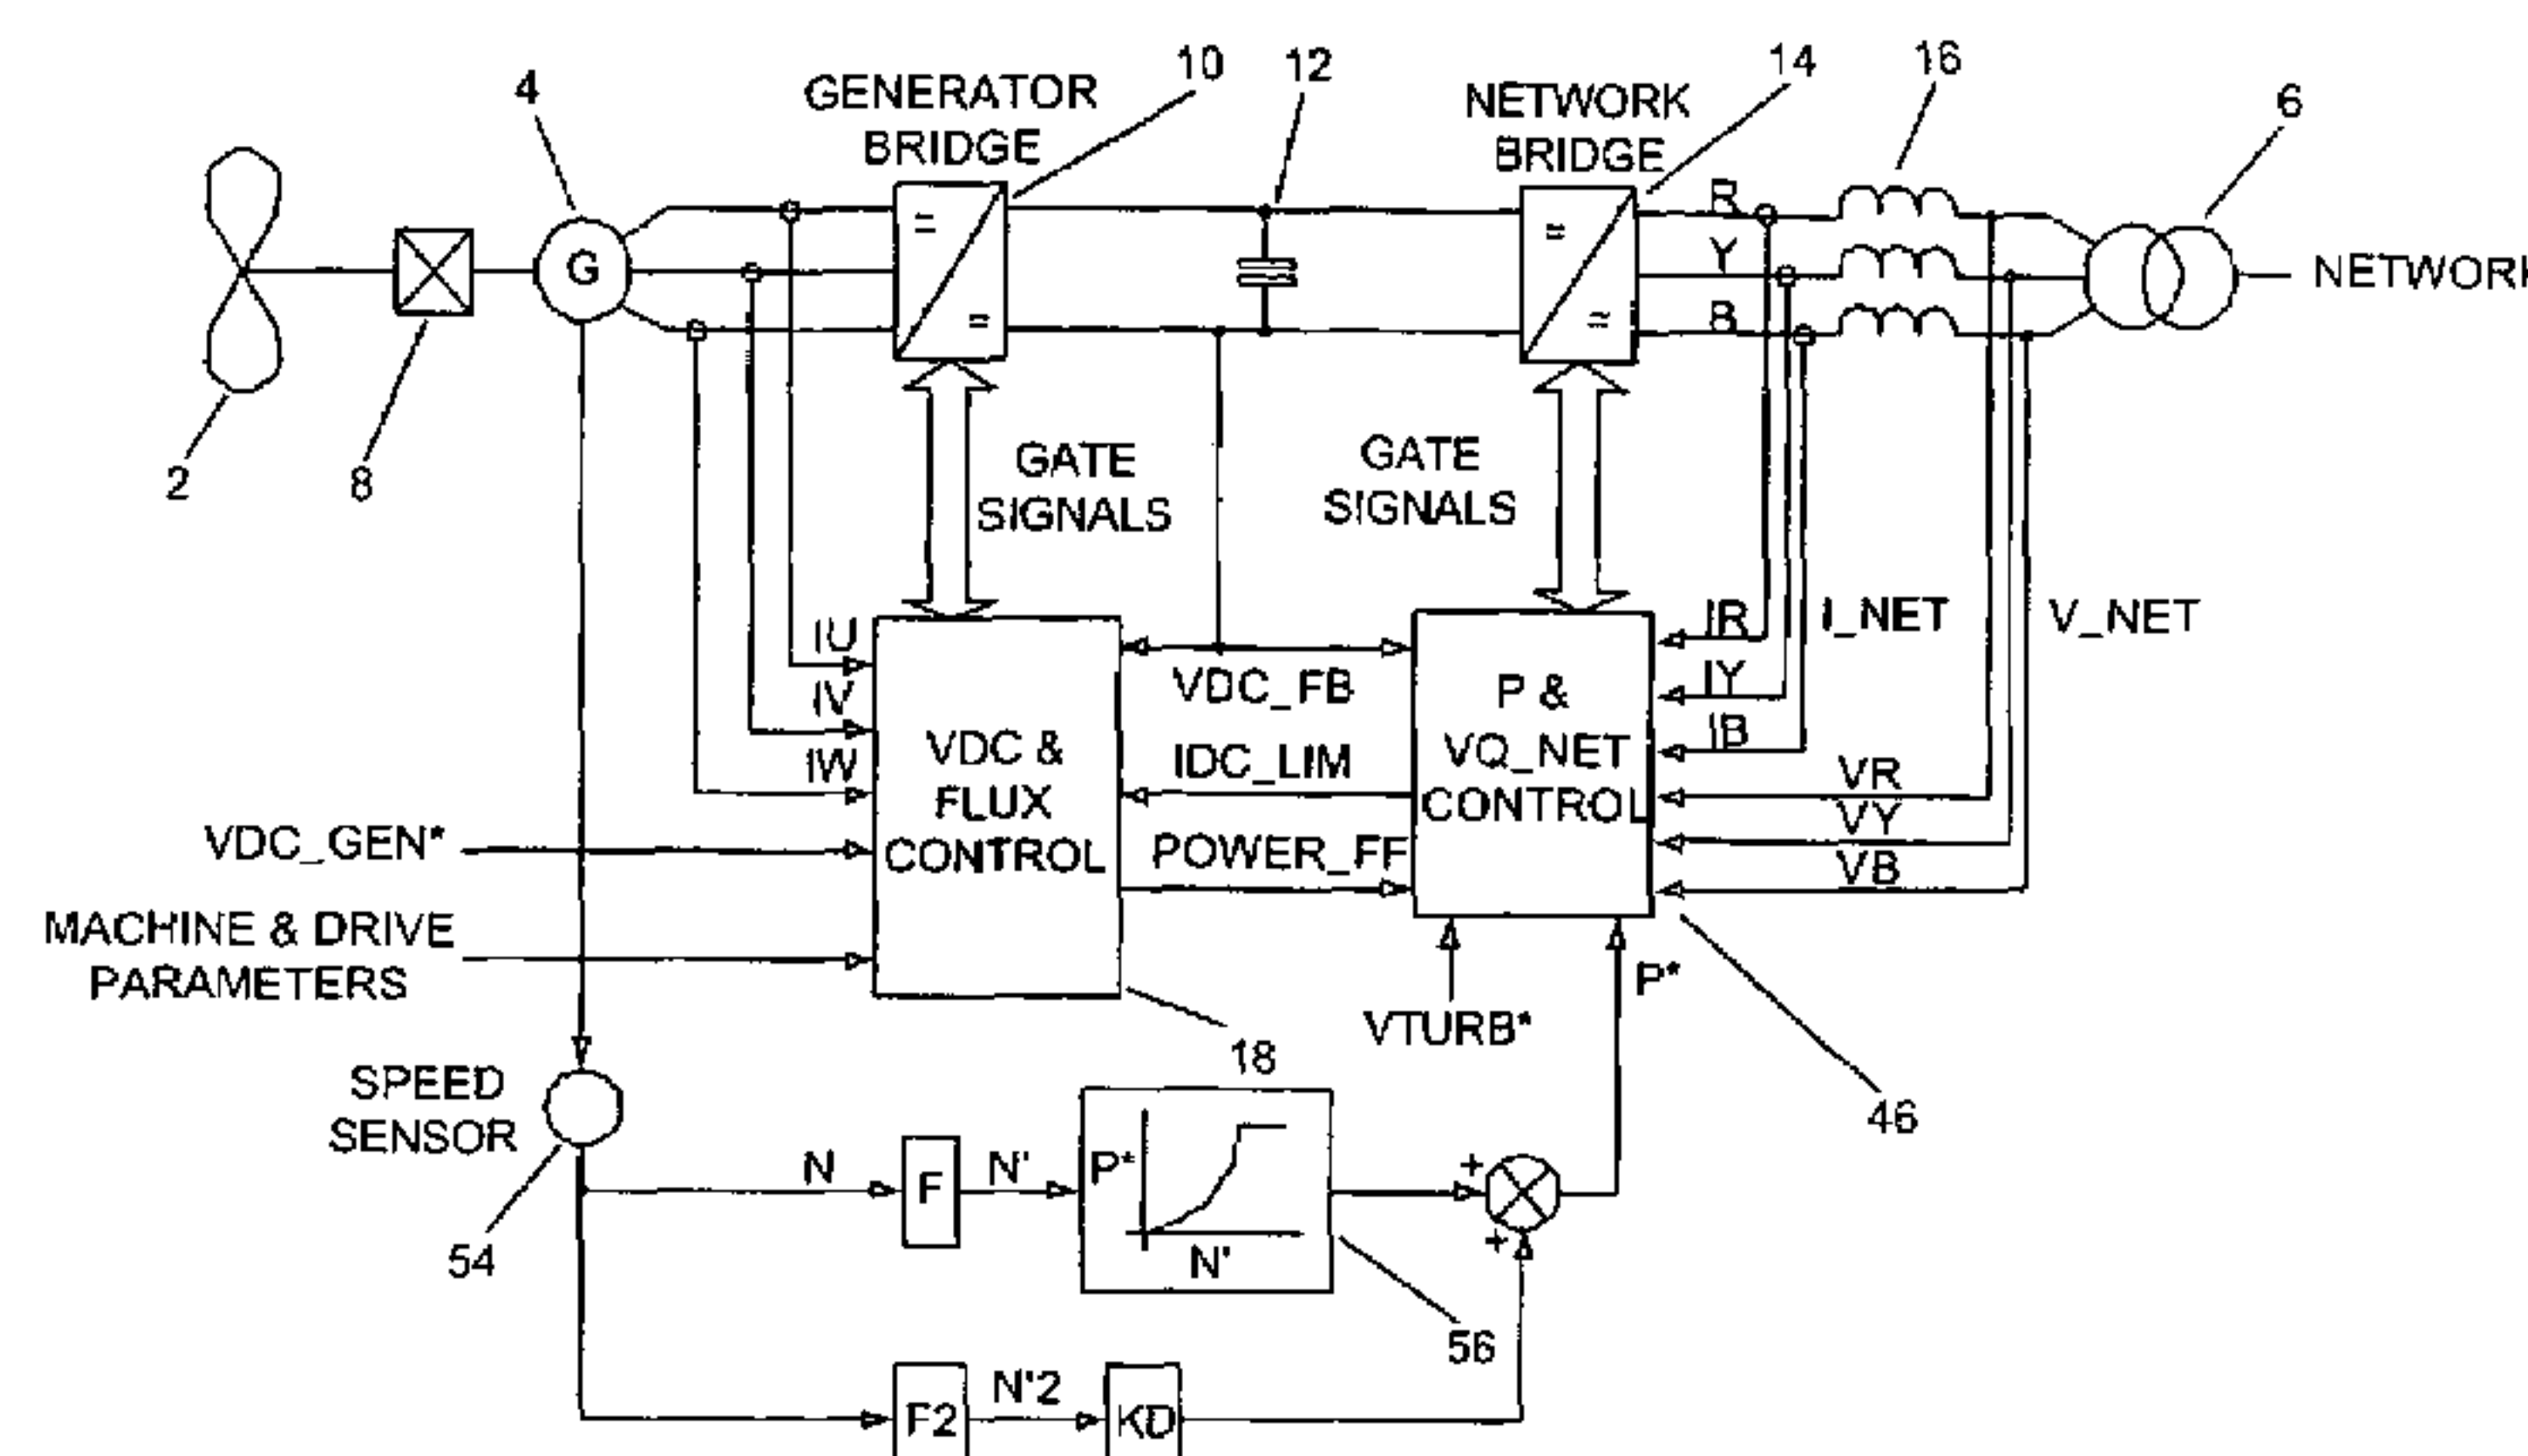 4
GENERATOR
BRIDGE
10
12
NETWORK
BRIDGE
14
16
6
G
=
=
≈
≈
R
Y
B
NETWORK
2
8
GATE
SIGNALS
GATE
SIGNALS
IU
IV
IW
VDC &
FLUX
CONTROL
VDC_FB
IDC_LIM
POWER_FF
P &
VQ_NET
CONTROL
IR
I_NET
V_NET
IY
IB
VR
VY
VB
VDC_GEN*
MACHINE & DRIVE
PARAMETERS
18
VTURB*
P*
46
SPEED
SENSOR
54
N
F
N'
P*
N'
+
+
56
F2
N'2
KD